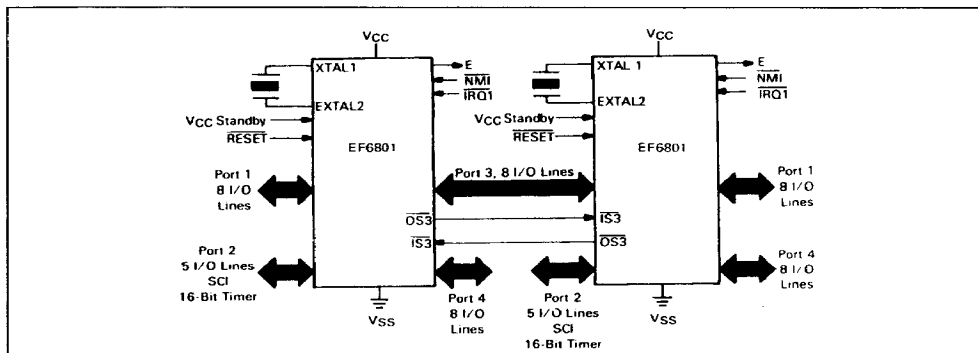 VCC
XTAL1
E
NMI
EXTAL2
IRQ1
VCC Standby
RESET
EF6801
Port 1
8 I/O
Lines
OS3
IS3
Port 2
5 I/O Lines
SCI
16-Bit Timer
Port 4
8 I/O
Lines
VSS
Port 3, 8 I/O Lines
VCC
XTAL 1
E
NMI
EXTAL2
IRQ1
VCC Standby
RESET
EF6801
Port 1
8 I/O
Lines
IS3
OS3
Port 2
5 I/O Lines
SCI
16-Bit Timer
Port 4
8 I/O
Lines
VSS